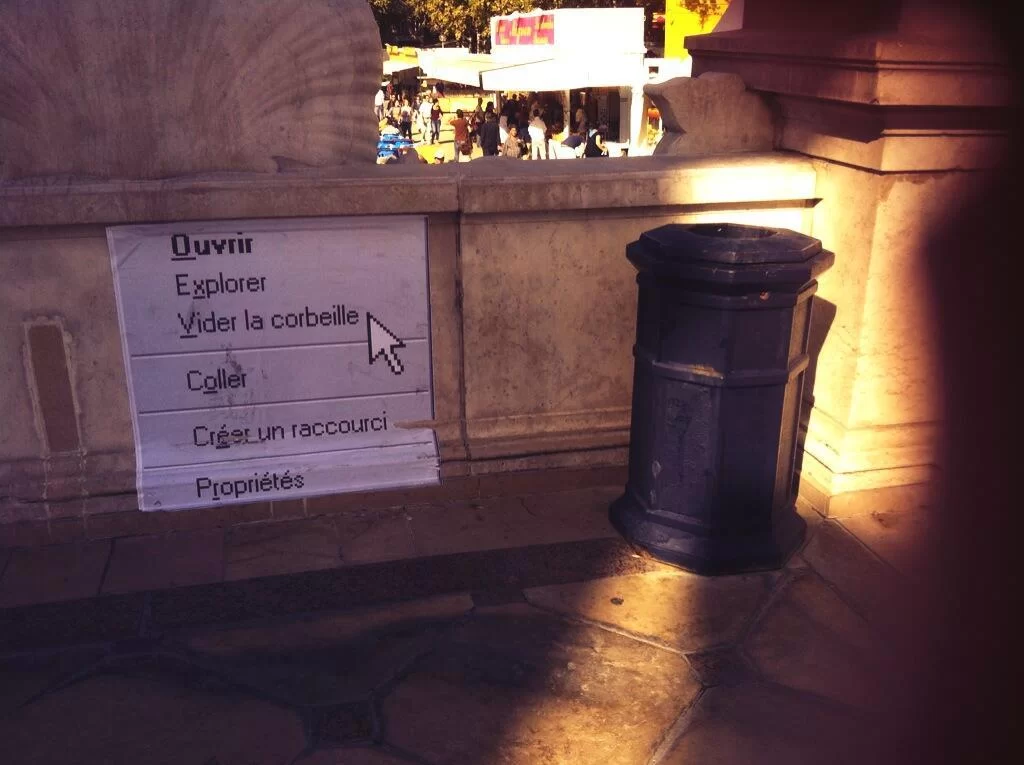 Ouvrir
Explorer
Vider la corbeille
Coller
Créer un raccourci
Propriétés